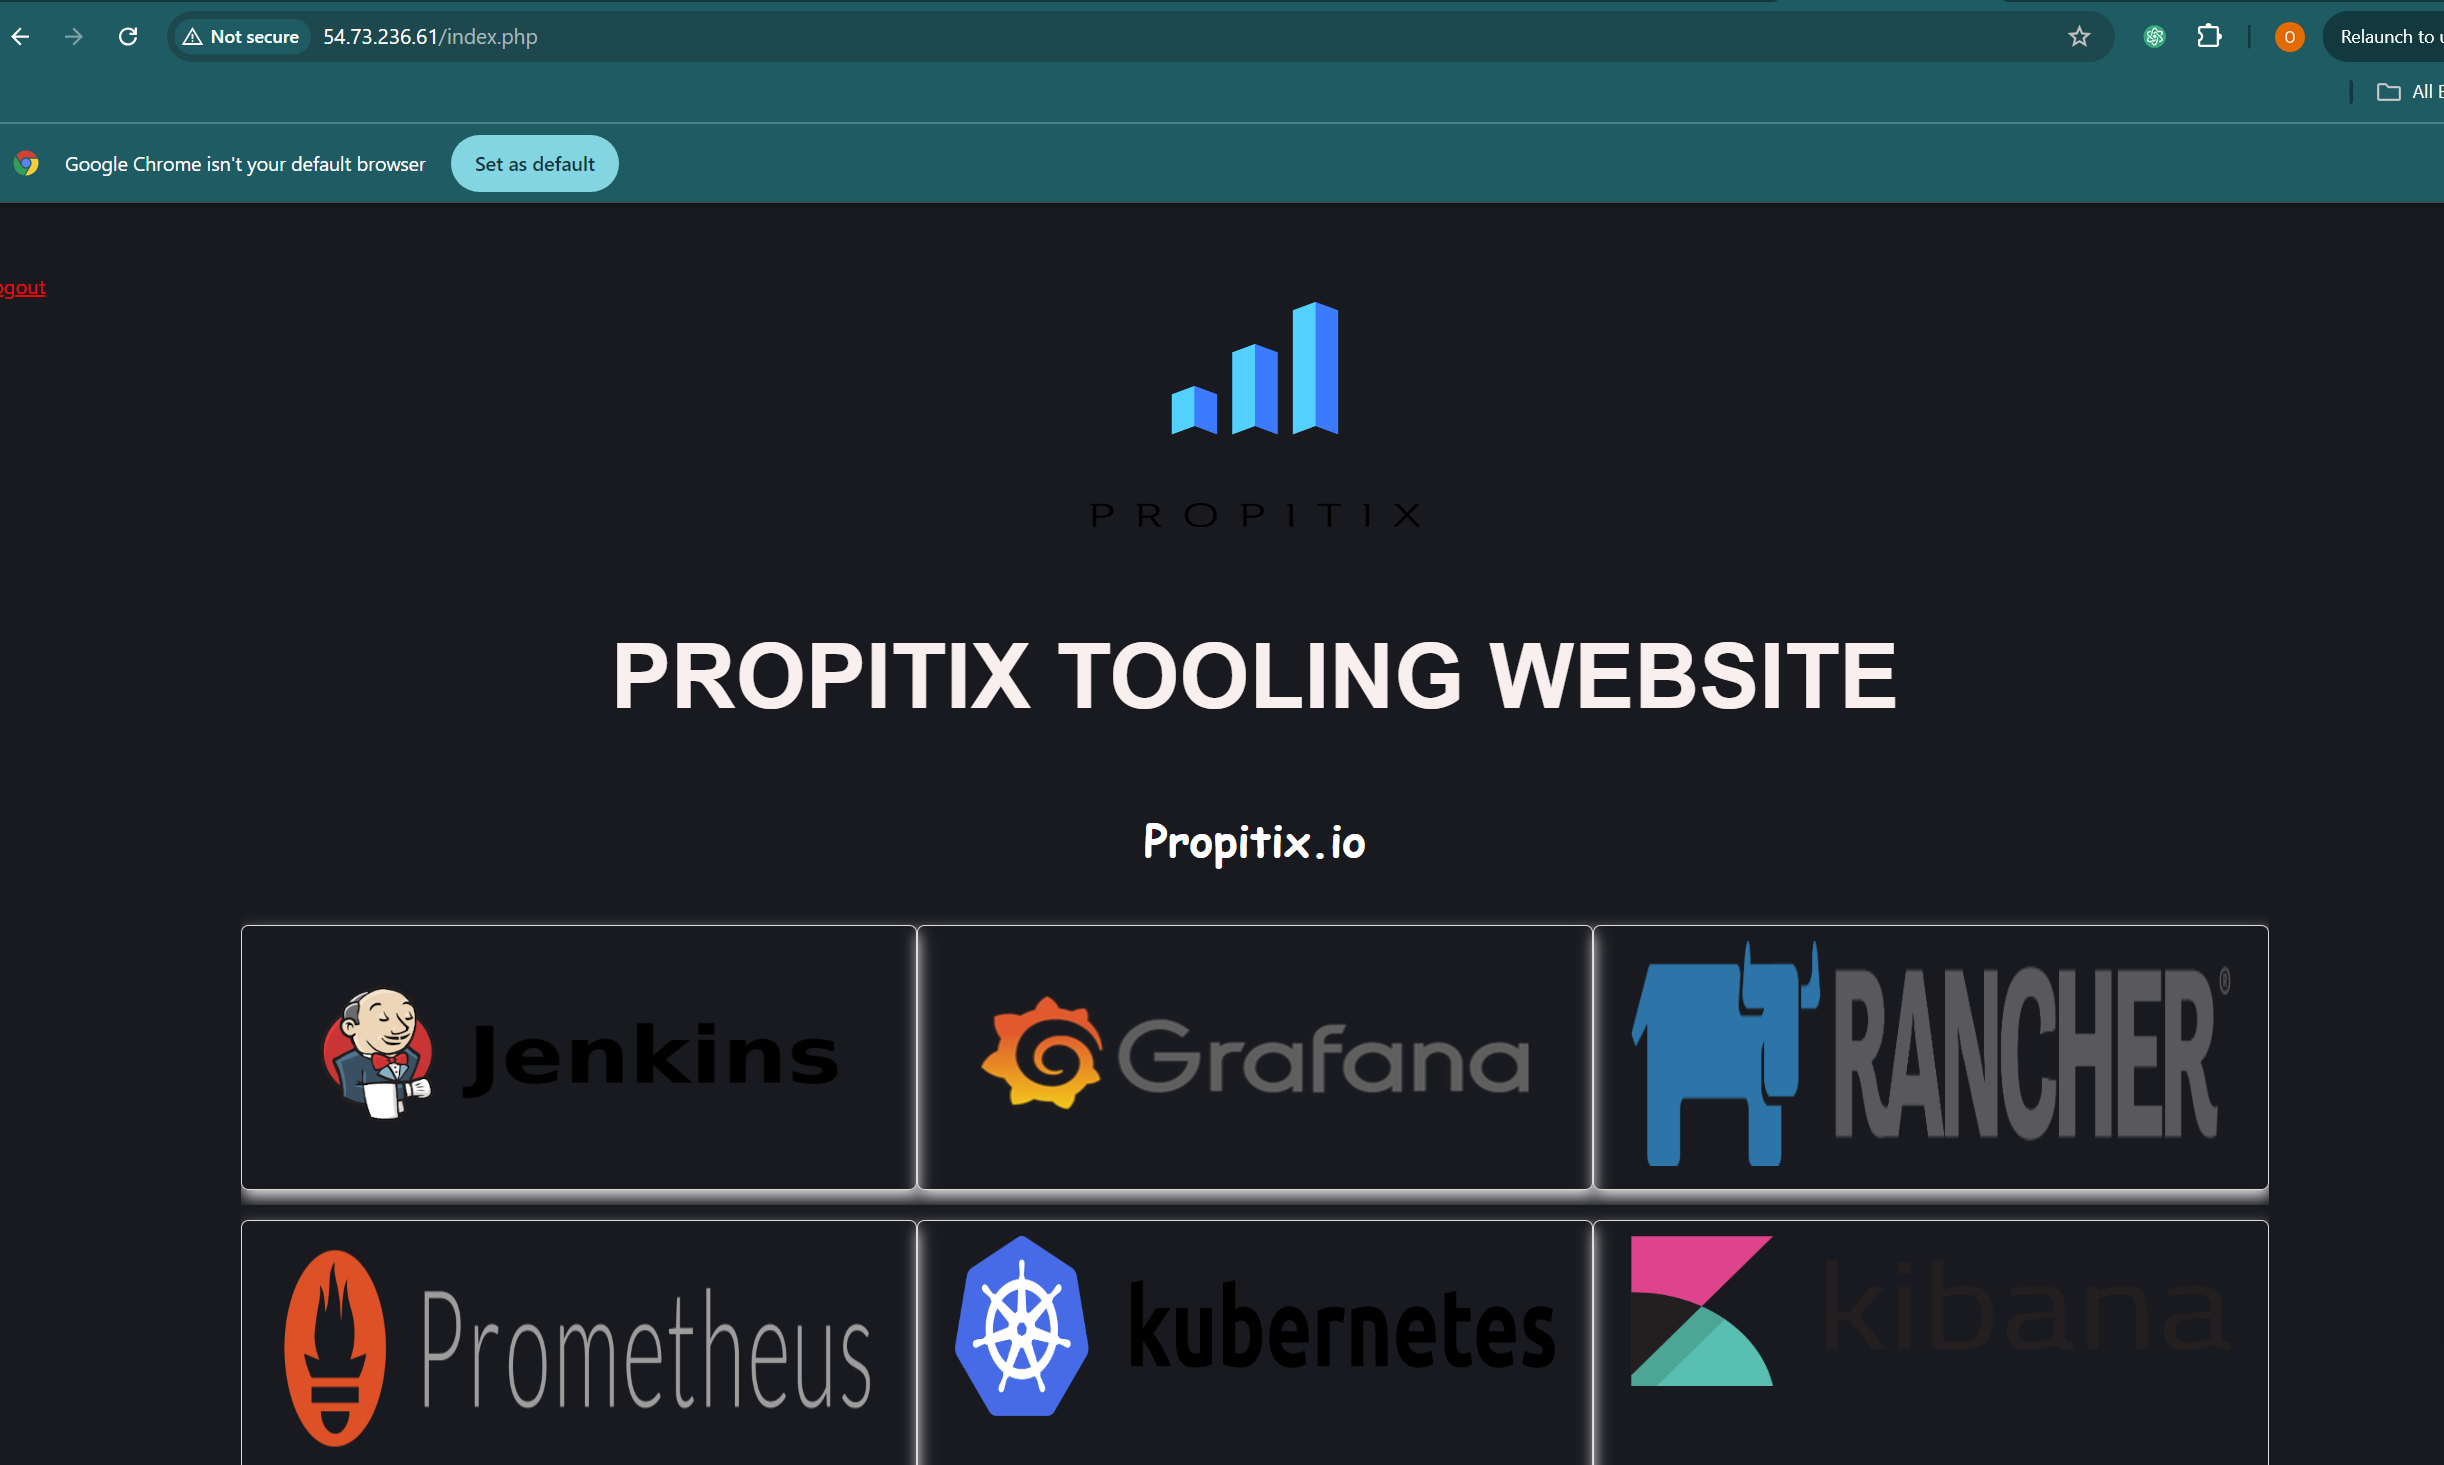 Not secure 54.73.236.61/index.php O Relaunch to u
All
Google Chrome isn't your default browser Set as default
ogout
PROPITIX
PROPITIX TOOLING WEBSITE
Propitix.io
Jenkins Grafana RANCHER®
Prometheus kubernetes kibana